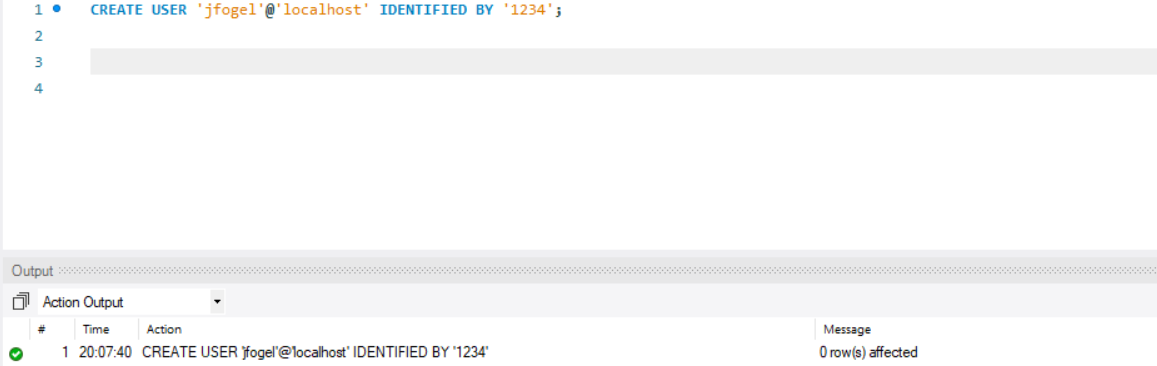 1 CREATE USER 'jfogel'@'localhost' IDENTIFIED BY '1234';
2
3
4
Output
Action Output
# Time Action Message
1 20:07:40 CREATE USER 'jfogel'@'localhost' IDENTIFIED BY '1234' 0 row(s) affected